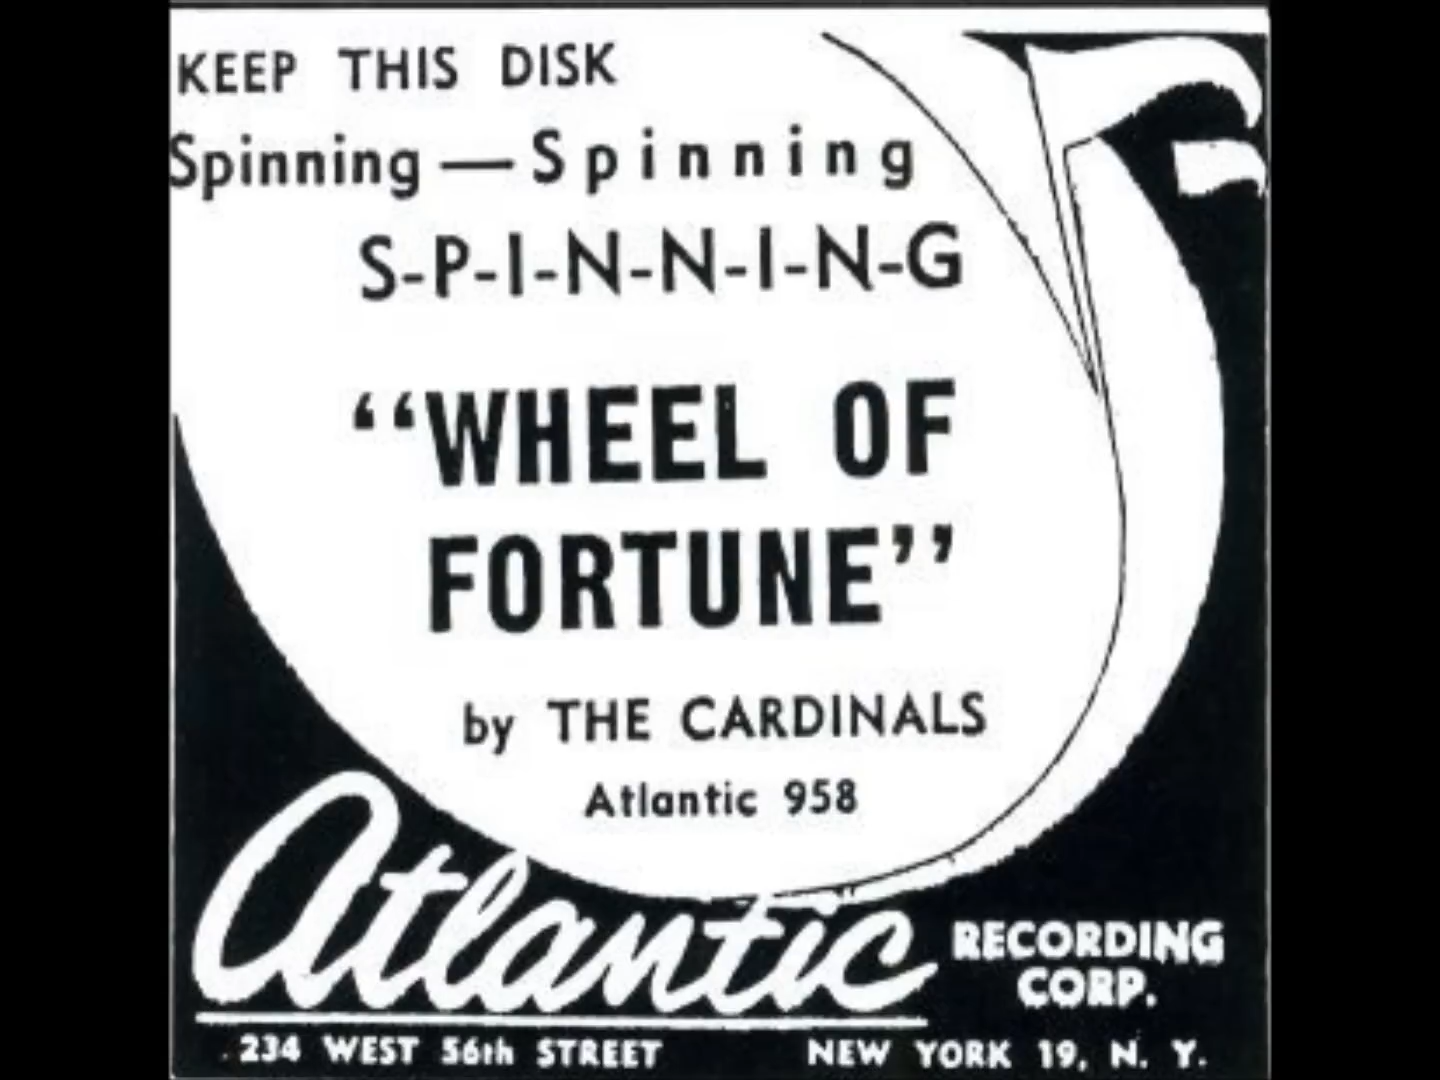 KEEP THIS DISK
Spinning — Spinning
S-P-I-N-N-I-N-G
“WHEEL OF
FORTUNE”
by THE CARDINALS
Atlantic 958
Atlantic RECORDING
CORP.
234 WEST 56th STREET NEW YORK 19, N. Y.